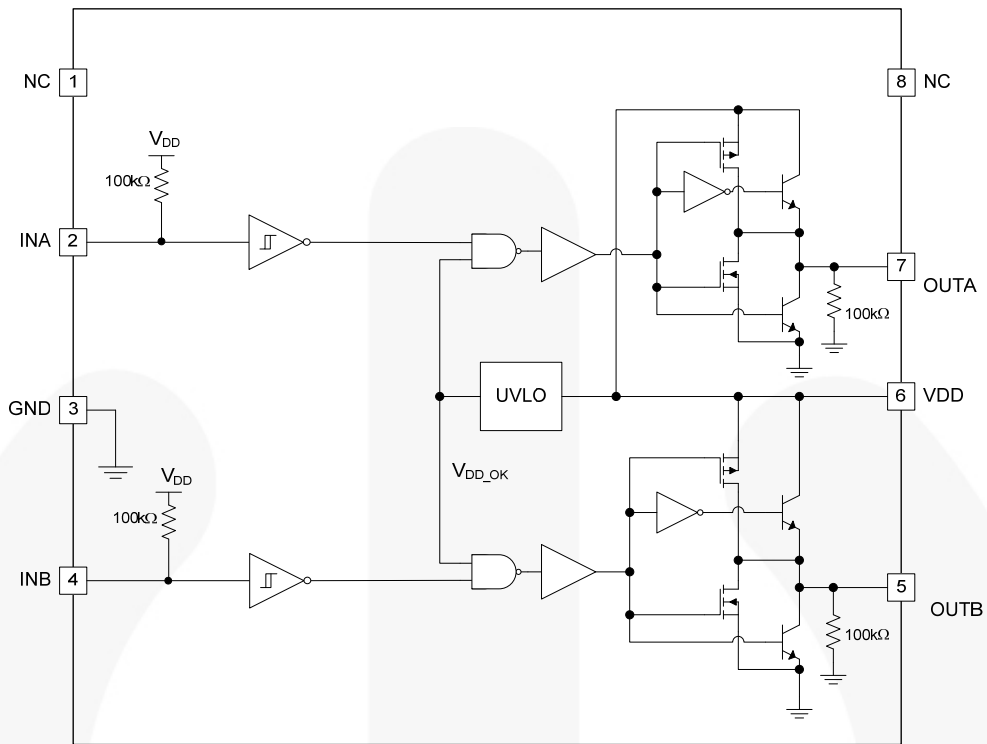 NC 1
8 NC
VDD
100kΩ
INA 2
7
OUTA
100kΩ
GND 3
UVLO
6 VDD
VDD
VDD_OK
100kΩ
INB 4
5
OUTB
100kΩ